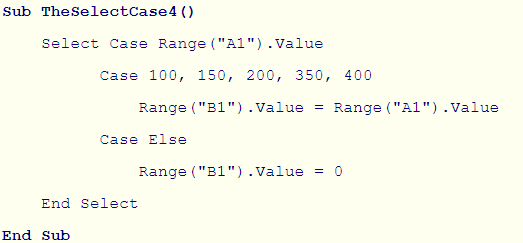 Sub TheSelectCase4()
Select Case Range("A1").Value
Case 100, 150, 200, 350, 400
Range("B1").Value = Range("A1").Value
Case Else
Range("B1").Value = 0
End Select
End Sub